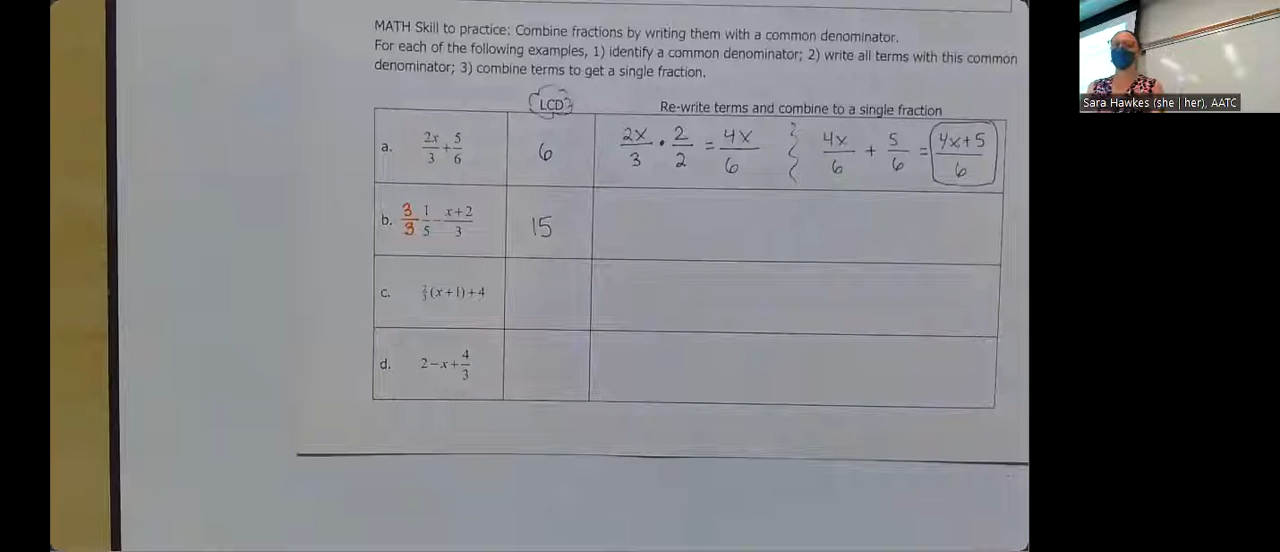 MATH Skill to practice: Combine fractions by writing them with a common denominator.
For each of the following examples, 1) identify a common denominator; 2) write all terms with this common
denominator; 3) combine terms to get a single fraction.
LCD
Re-write terms and combine to a single fraction
a. 2x/3 + 5/6
6
2x/3 • 2/2 = 4x/6
4x/6 + 5/6 = 4x+5/6
b. 3/3 1/5 - x+2/3
15
c. 2/3(x+1)+4
d. 2-x+4/3
Sara Hawkes (she | her), AATC